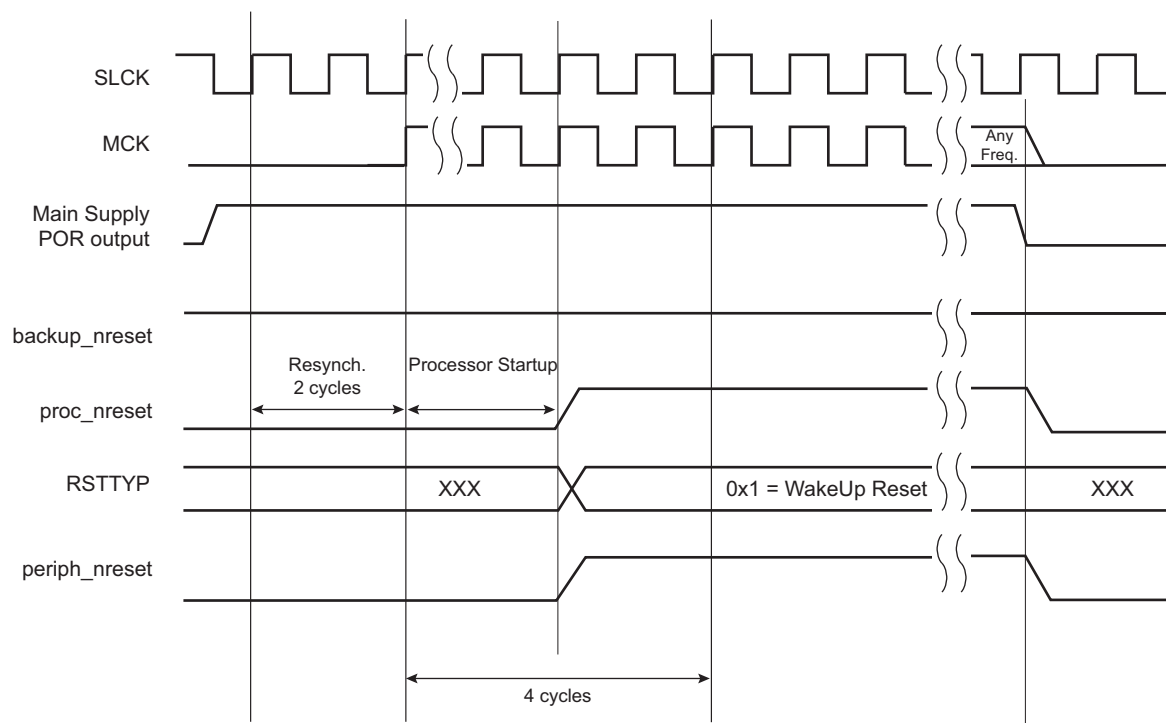 SLCK
MCK
Any
Freq.
Main Supply
POR output
backup_nreset
Resynch.
2 cycles
Processor Startup
proc_nreset
RSTTYP
XXX
0x1 = WakeUp Reset
XXX
periph_nreset
4 cycles